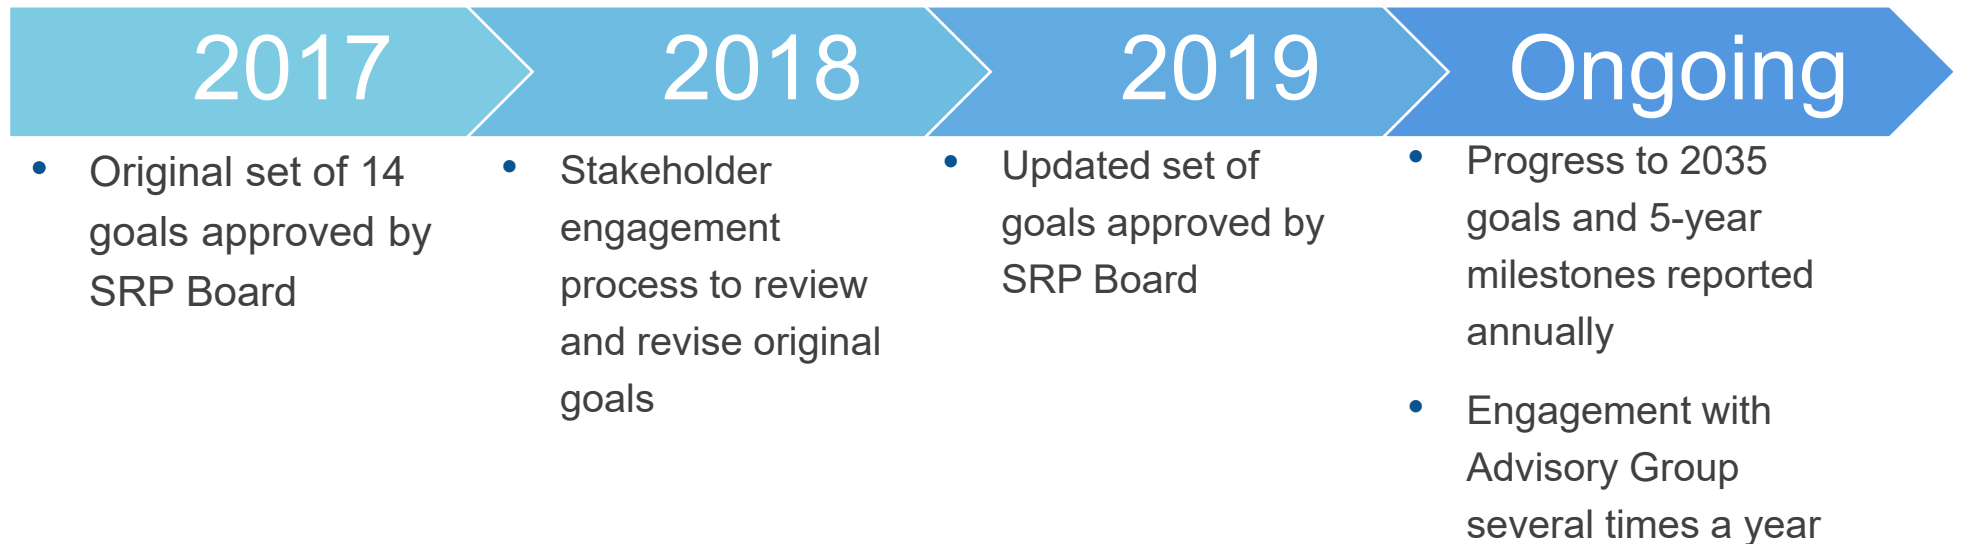 2017
2018
2019
Ongoing
• Original set of 14
goals approved by
SRP Board
• Stakeholder
engagement
process to review
and revise original
goals
• Updated set of
goals approved by
SRP Board
• Progress to 2035
goals and 5-year
milestones reported
annually
• Engagement with
Advisory Group
several times a year